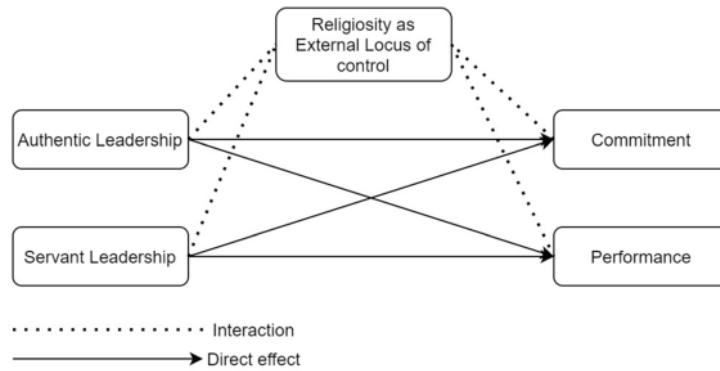 Religiosity as
External Locus of
control
Authentic Leadership
Commitment
Servant Leadership
Performance
Interaction
Direct effect